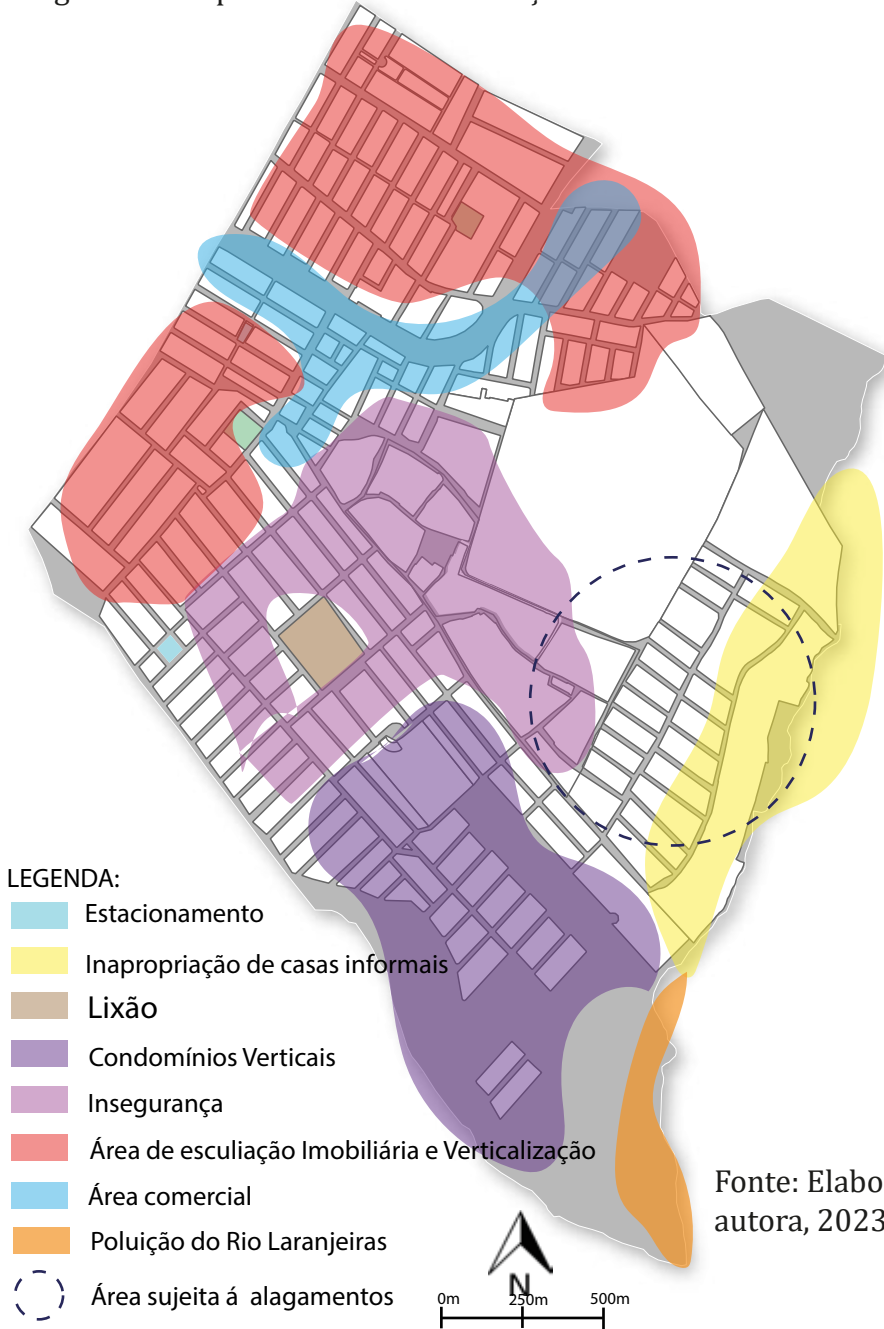 LEGENDA:
Estacionamento
Inapropriação de casas informais
Lixão
Condomínios Verticais
Insegurança
Área de esculiação Imobiliária e Verticalização
Área comercial
Poluição do Rio Laranjeiras
Área sujeita á alagamentos
Fonte: Elabo
autora, 2023
N
0m 250m 500m